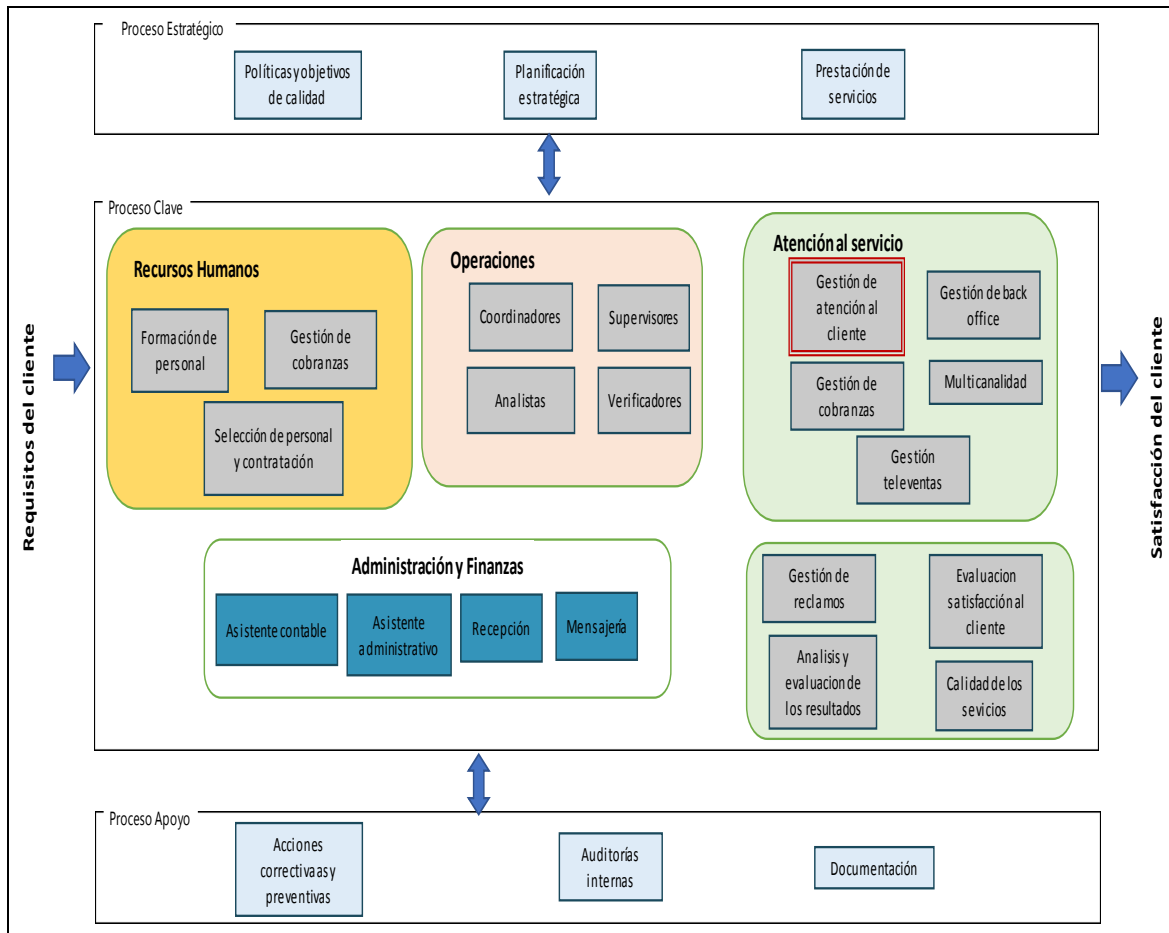 Proceso Estratégico
Políticas y objetivos
de calidad
Planificación
estratégica
Prestación de
servicios
Requisitos del cliente
Proceso Clave
Recursos Humanos
Formación de
personal
Gestión de
cobranzas
Selección de personal
y contratación
Operaciones
Coordinadores
Supervisores
Analistas
Verificadores
Atención al servicio
Gestión de
atención al
cliente
Gestión de back
office
Gestión de
cobranzas
Multicanalidad
Gestión
televentas
Administración y Finanzas
Asistente contable
Asistente
administrativo
Recepción
Mensajería
Gestión de
reclamos
Evaluacion
satisfacción al
cliente
Analisis y
evaluacion de
los resultados
Calidad de los
sevicios
Satisfacción del cliente
Proceso Apoyo
Acciones
correctivaas y
preventivas
Auditorías
internas
Documentación